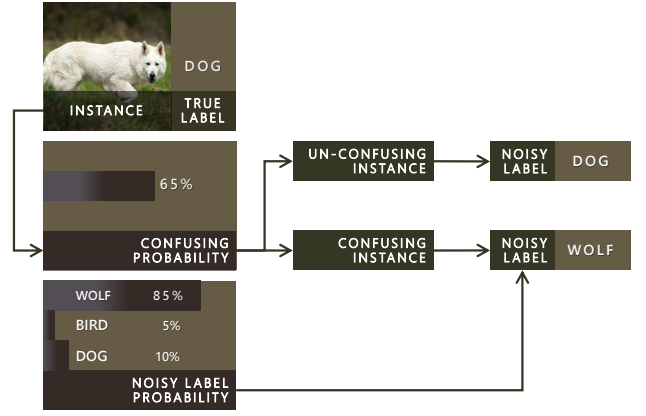 DOG
INSTANCE
TRUE
LABEL
65%
CONFUSING
PROBABILITY
UN-CONFUSING
INSTANCE
NOISY
LABEL
DOG
CONFUSING
INSTANCE
NOISY
LABEL
WOLF
WOLF 85%
BIRD 5%
DOG 10%
NOISY LABEL
PROBABILITY